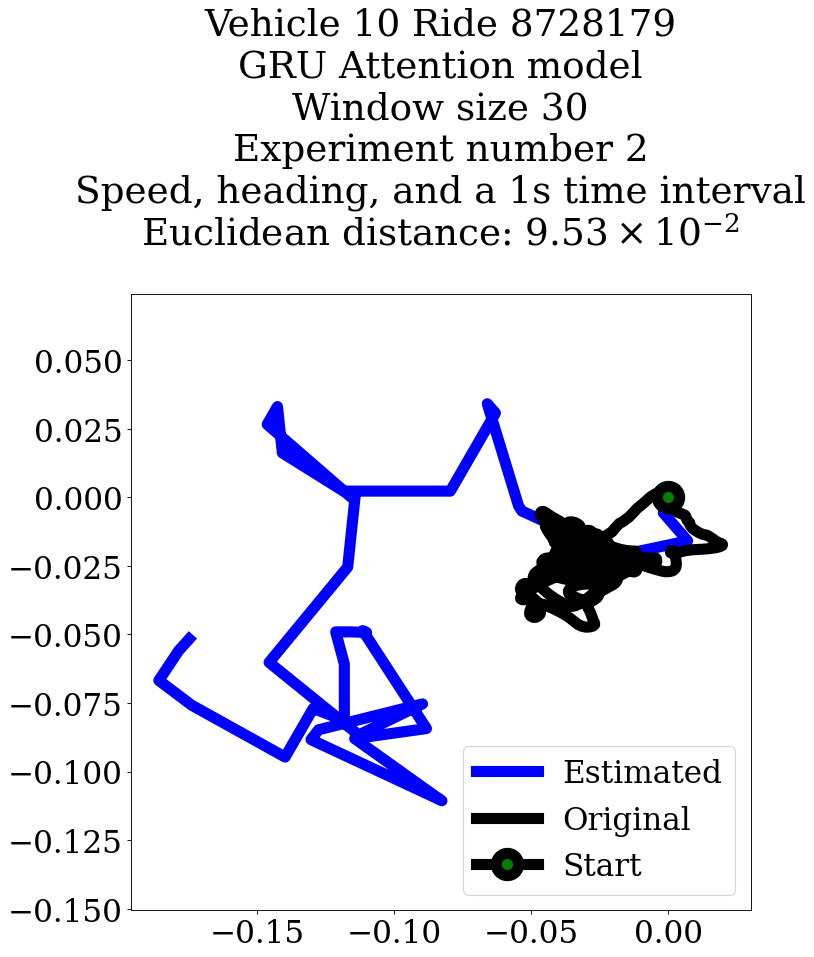 Vehicle 10 Ride 8728179
GRU Attention model
Window size 30
Experiment number 2
Speed, heading, and a 1s time interval
Euclidean distance: 9.53 × 10⁻²
0.050
0.025
0.000
−0.025
−0.050
−0.075
−0.100
−0.125
−0.150
Estimated
Original
Start
−0.15 −0.10 −0.05 0.00